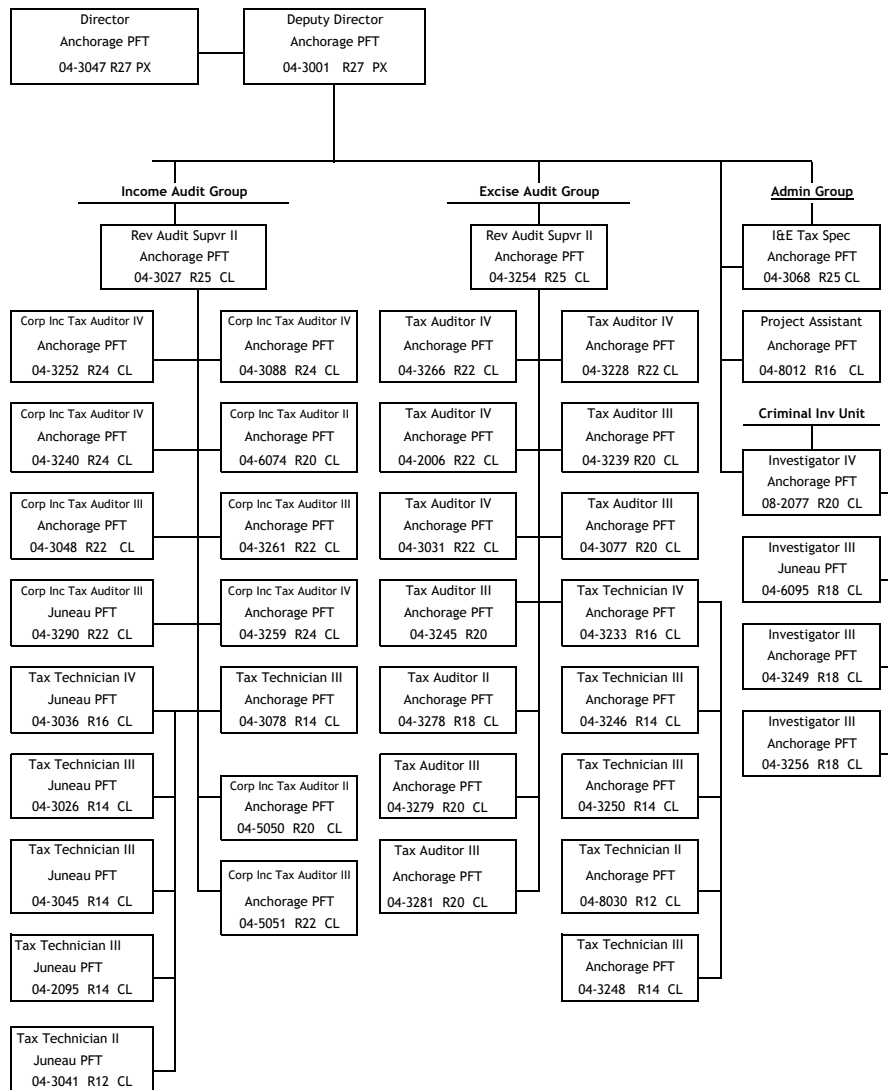 Director
Anchorage PFT
04-3047 R27 PX
Deputy Director
Anchorage PFT
04-3001 R27 PX
Income Audit Group
Rev Audit Supvr II
Anchorage PFT
04-3027 R25 CL
Corp Inc Tax Auditor IV
Anchorage PFT
04-3252 R24 CL
Corp Inc Tax Auditor IV
Anchorage PFT
04-3088 R24 CL
Corp Inc Tax Auditor IV
Anchorage PFT
04-3240 R24 CL
Corp Inc Tax Auditor II
Anchorage PFT
04-6074 R20 CL
Corp Inc Tax Auditor III
Anchorage PFT
04-3048 R22 CL
Corp Inc Tax Auditor III
Anchorage PFT
04-3261 R22 CL
Corp Inc Tax Auditor III
Juneau PFT
04-3290 R22 CL
Corp Inc Tax Auditor IV
Anchorage PFT
04-3259 R24 CL
Tax Technician IV
Juneau PFT
04-3036 R16 CL
Tax Technician III
Anchorage PFT
04-3078 R14 CL
Tax Technician III
Juneau PFT
04-3026 R14 CL
Corp Inc Tax Auditor II
Anchorage PFT
04-5050 R20 CL
Tax Technician III
Juneau PFT
04-3045 R14 CL
Corp Inc Tax Auditor III
Anchorage PFT
04-5051 R22 CL
Tax Technician III
Juneau PFT
04-2095 R14 CL
Tax Technician II
Juneau PFT
04-3041 R12 CL
Excise Audit Group
Rev Audit Supvr II
Anchorage PFT
04-3254 R25 CL
Tax Auditor IV
Anchorage PFT
04-3266 R22 CL
Tax Auditor IV
Anchorage PFT
04-3228 R22 CL
Tax Auditor IV
Anchorage PFT
04-2006 R22 CL
Tax Auditor III
Anchorage PFT
04-3239 R20 CL
Tax Auditor IV
Anchorage PFT
04-3031 R22 CL
Tax Auditor III
Anchorage PFT
04-3077 R20 CL
Tax Auditor III
Anchorage PFT
04-3245 R20
Tax Technician IV
Anchorage PFT
04-3233 R16 CL
Tax Auditor II
Anchorage PFT
04-3278 R18 CL
Tax Technician III
Anchorage PFT
04-3246 R14 CL
Tax Auditor III
Anchorage PFT
04-3279 R20 CL
Tax Technician III
Anchorage PFT
04-3250 R14 CL
Tax Auditor III
Anchorage PFT
04-3281 R20 CL
Tax Technician II
Anchorage PFT
04-8030 R12 CL
Tax Technician III
Anchorage PFT
04-3248 R14 CL
Admin Group
I&E Tax Spec
Anchorage PFT
04-3068 R25 CL
Project Assistant
Anchorage PFT
04-8012 R16 CL
Criminal Inv Unit
Investigator IV
Anchorage PFT
08-2077 R20 CL
Investigator III
Juneau PFT
04-6095 R18 CL
Investigator III
Anchorage PFT
04-3249 R18 CL
Investigator III
Anchorage PFT
04-3256 R18 CL